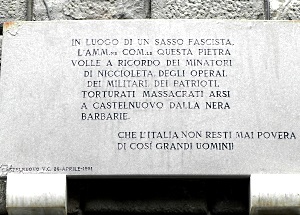 IN LUOGO DI UN SASSO FASCISTA,
L'AMM.NE COM.LE QUESTA PIETRA
VOLLE A RICORDO DEI MINATORI
DI NICCIOLETA, DEGLI OPERAI,
DEI MILITARI, DEI PATRIOTI,
TORTURATI MASSACRATI ARSI
A CASTELNUOVO DALLA NERA
BARBARIE.
CHE L'ITALIA NON RESTI MAI POVERA
DI COSÌ GRANDI UOMINI!
CASTELNUOVO V.C. 26-APRILE-1991